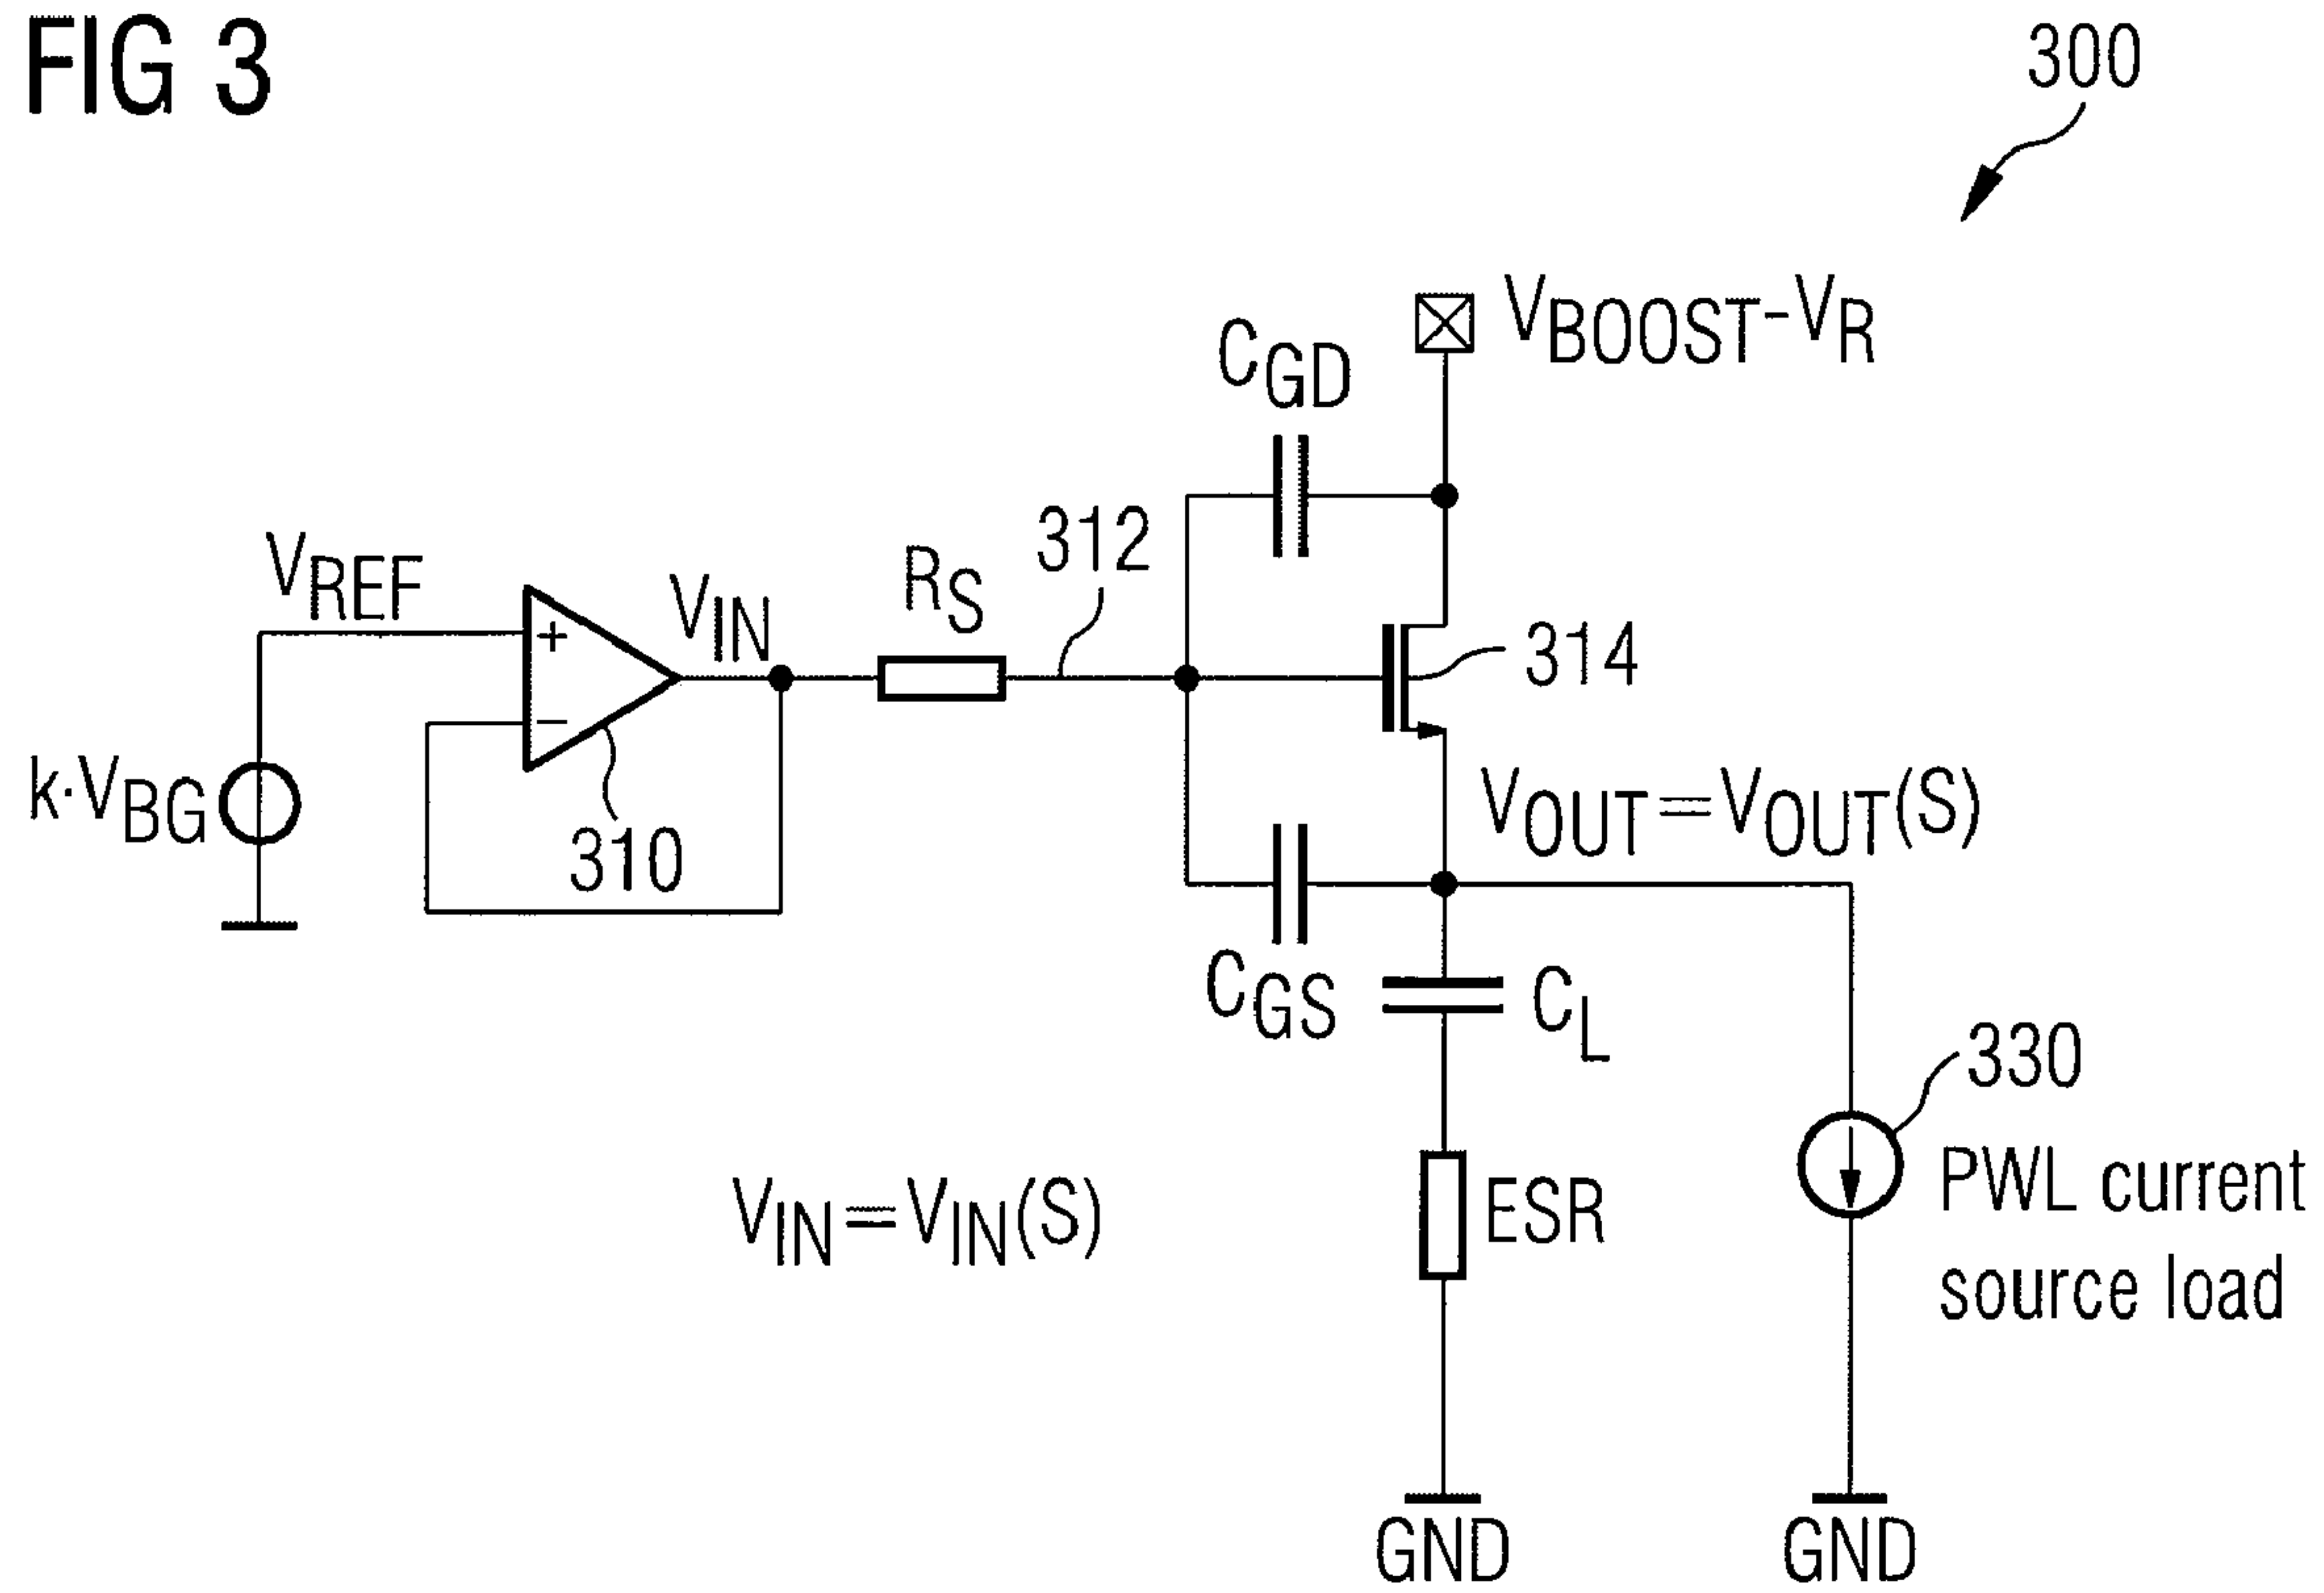 FIG 3
300
VBOOST-VR
CGD
312
VREF
VIN
RS
+
314
−
k·VBG
310
VOUT=VOUT(S)
CGS
CL
330
PWL current
source load
VIN=VIN(S)
ESR
GND
GND